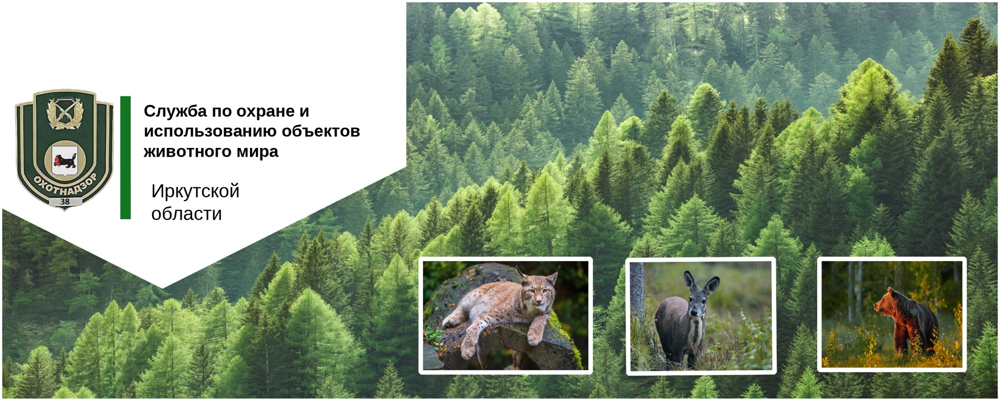 ОХОТНАДЗОР
38
Служба по охране и
использованию объектов
животного мира
Иркутской
области